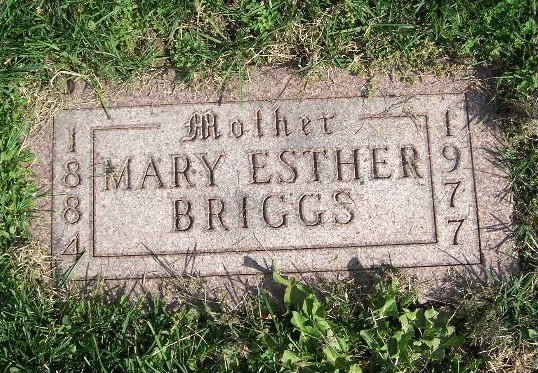 Mother
MARY ESTHER
BRIGGS
1884
1977